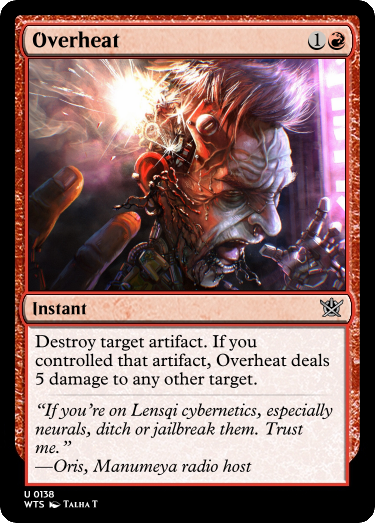 Overheat 1
Instant
Destroy target artifact. If you
controlled that artifact, Overheat deals
5 damage to any other target.
“If you’re on Lensqi cybernetics, especially
neurals, ditch or jailbreak them. Trust
me.”
—Oris, Manumeya radio host
U 0138
WTS Talha T